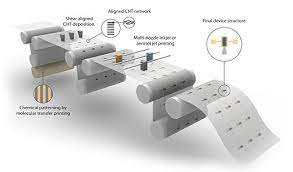 Shear aligned
CNT deposition
Aligned CNT network
Multi-nozzle inkjet or
aerosol jet printing
Final device structure
Chemical patterning by
molecular transfer printing